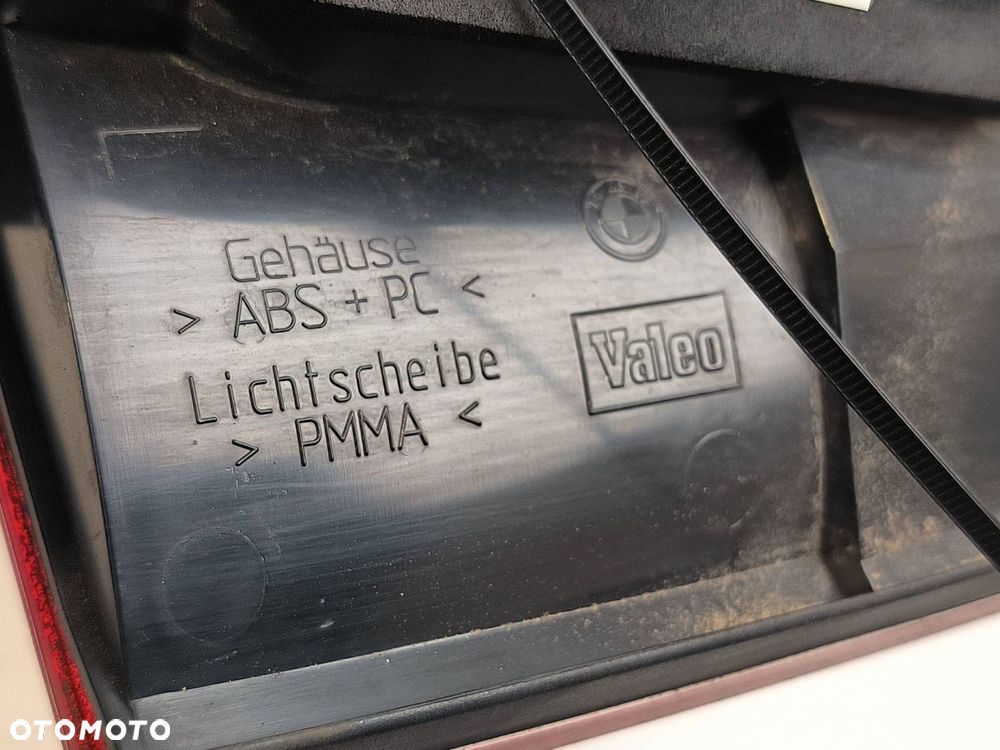 Gehäuse
> ABS + PC <
Lichtscheibe
> PMMA <
Valeo
OTOMOTO